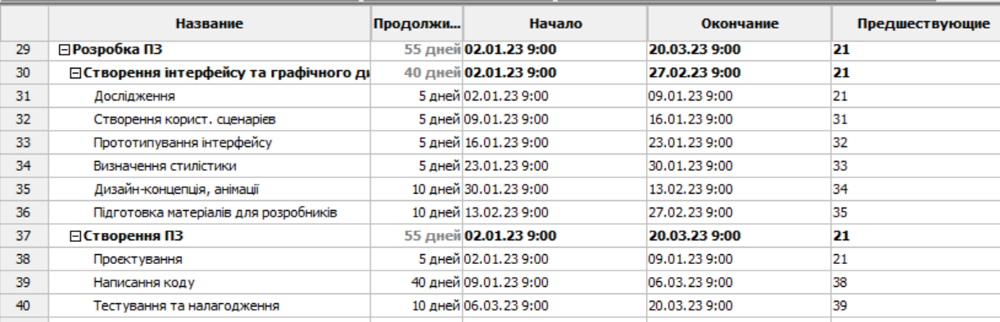 Название Продолжи... Начало Окончание Предшествующие
29 Розробка ПЗ 55 дней 02.01.23 9:00 20.03.23 9:00 21
30 Створення інтерфейсу та графічного ди 40 дней 02.01.23 9:00 27.02.23 9:00 21
31 Дослідження 5 дней 02.01.23 9:00 09.01.23 9:00 21
32 Створення корист. сценарієв 5 дней 09.01.23 9:00 16.01.23 9:00 31
33 Прототипування інтерфейсу 5 дней 16.01.23 9:00 23.01.23 9:00 32
34 Визначення стилістики 5 дней 23.01.23 9:00 30.01.23 9:00 33
35 Дизайн-концепція, анімації 10 дней 30.01.23 9:00 13.02.23 9:00 34
36 Підготовка матеріалів для розробників 10 дней 13.02.23 9:00 27.02.23 9:00 35
37 Створення ПЗ 55 дней 02.01.23 9:00 20.03.23 9:00 21
38 Проєктування 5 дней 02.01.23 9:00 09.01.23 9:00 21
39 Написання коду 40 дней 09.01.23 9:00 06.03.23 9:00 38
40 Тестування та налагодження 10 дней 06.03.23 9:00 20.03.23 9:00 39